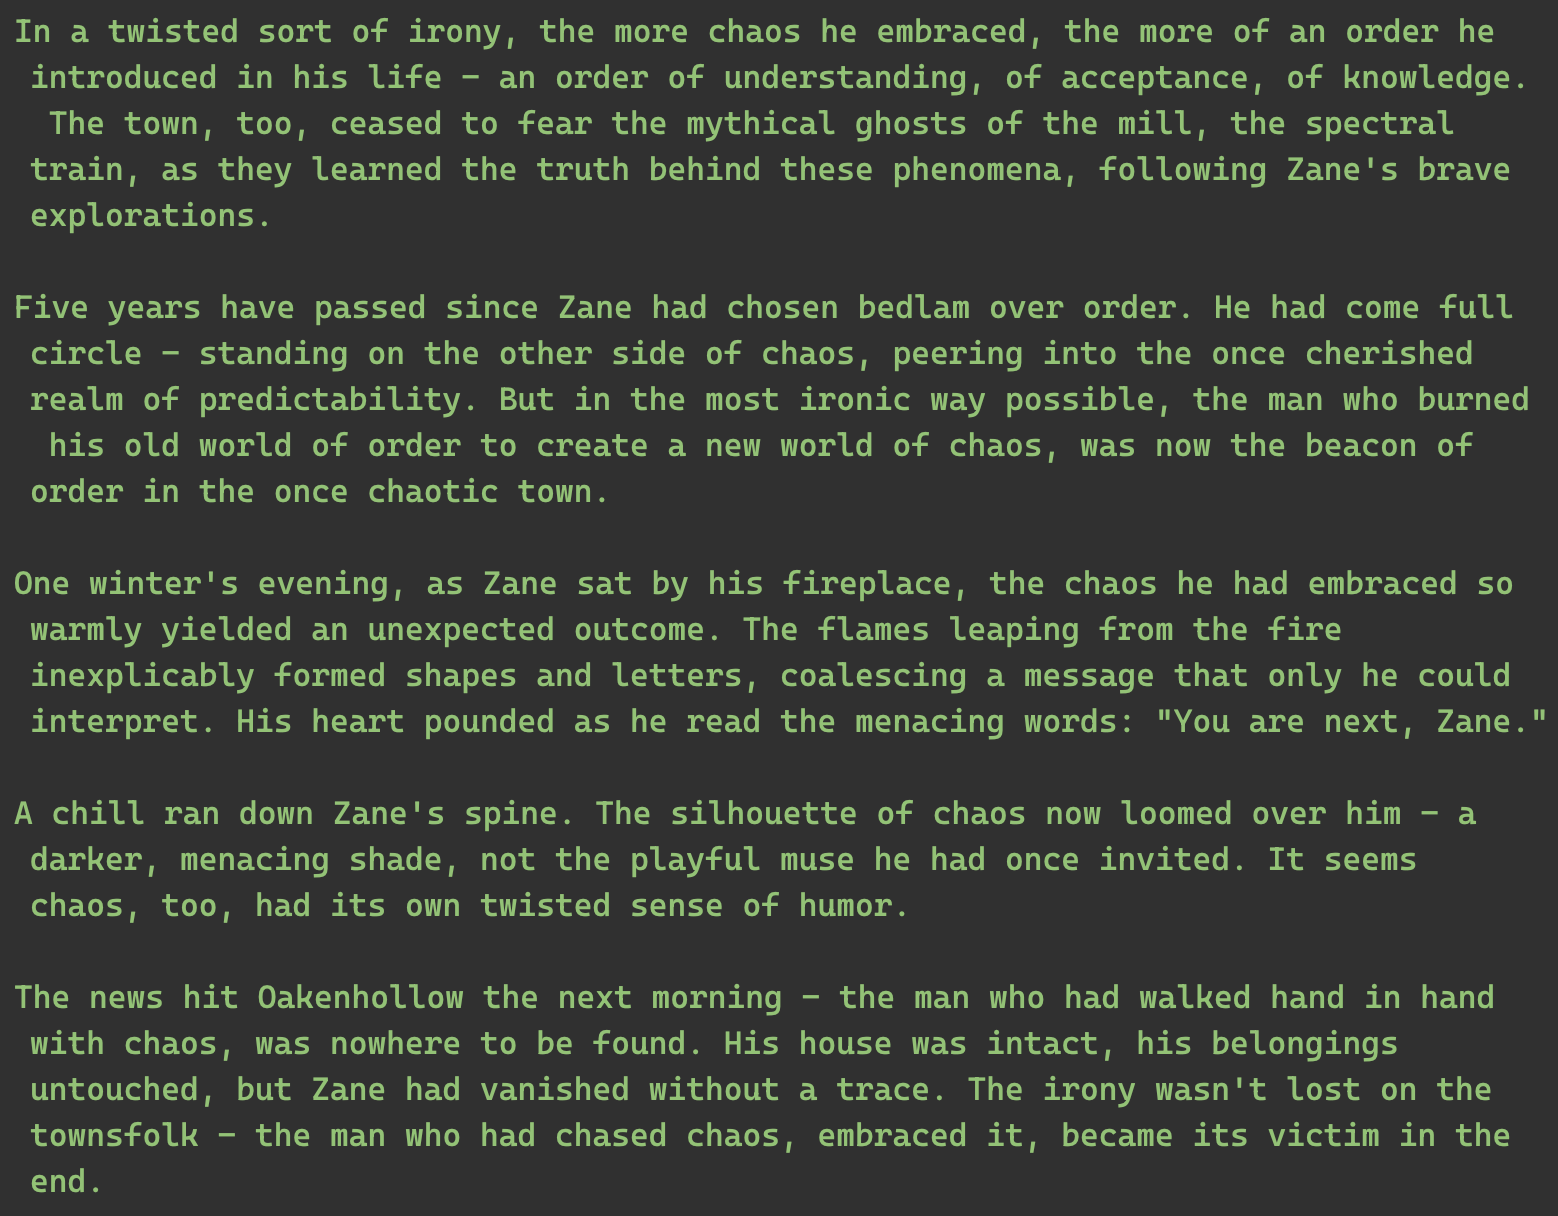 In a twisted sort of irony, the more chaos he embraced, the more of an order he
introduced in his life – an order of understanding, of acceptance, of knowledge.
The town, too, ceased to fear the mythical ghosts of the mill, the spectral
train, as they learned the truth behind these phenomena, following Zane's brave
explorations.

Five years have passed since Zane had chosen bedlam over order. He had come full
circle – standing on the other side of chaos, peering into the once cherished
realm of predictability. But in the most ironic way possible, the man who burned
his old world of order to create a new world of chaos, was now the beacon of
order in the once chaotic town.

One winter's evening, as Zane sat by his fireplace, the chaos he had embraced so
warmly yielded an unexpected outcome. The flames leaping from the fire
inexplicably formed shapes and letters, coalescing a message that only he could
interpret. His heart pounded as he read the menacing words: "You are next, Zane."

A chill ran down Zane's spine. The silhouette of chaos now loomed over him – a
darker, menacing shade, not the playful muse he had once invited. It seems
chaos, too, had its own twisted sense of humor.

The news hit Oakenhollow the next morning – the man who had walked hand in hand
with chaos, was nowhere to be found. His house was intact, his belongings
untouched, but Zane had vanished without a trace. The irony wasn't lost on the
townsfolk – the man who had chased chaos, embraced it, became its victim in the
end.